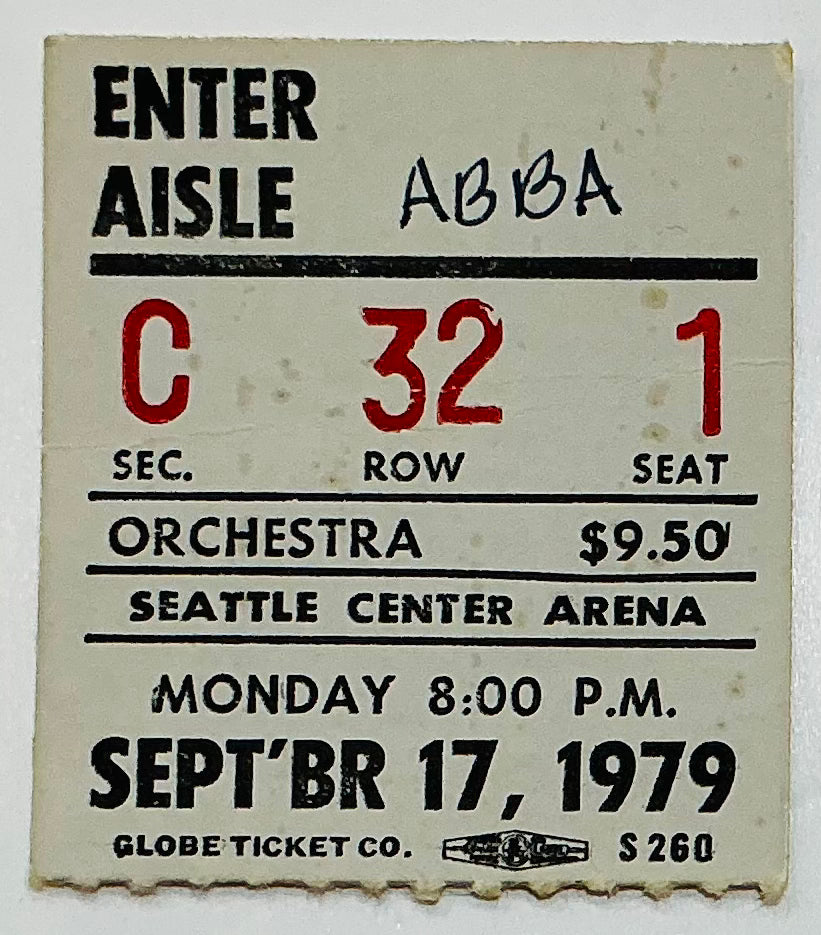 ENTER
AISLE ABBA
C 32 1
SEC. ROW SEAT
ORCHESTRA $9.50
SEATTLE CENTER ARENA
MONDAY 8:00 P.M.
SEPT'BR 17, 1979
GLOBE TICKET CO. S 260